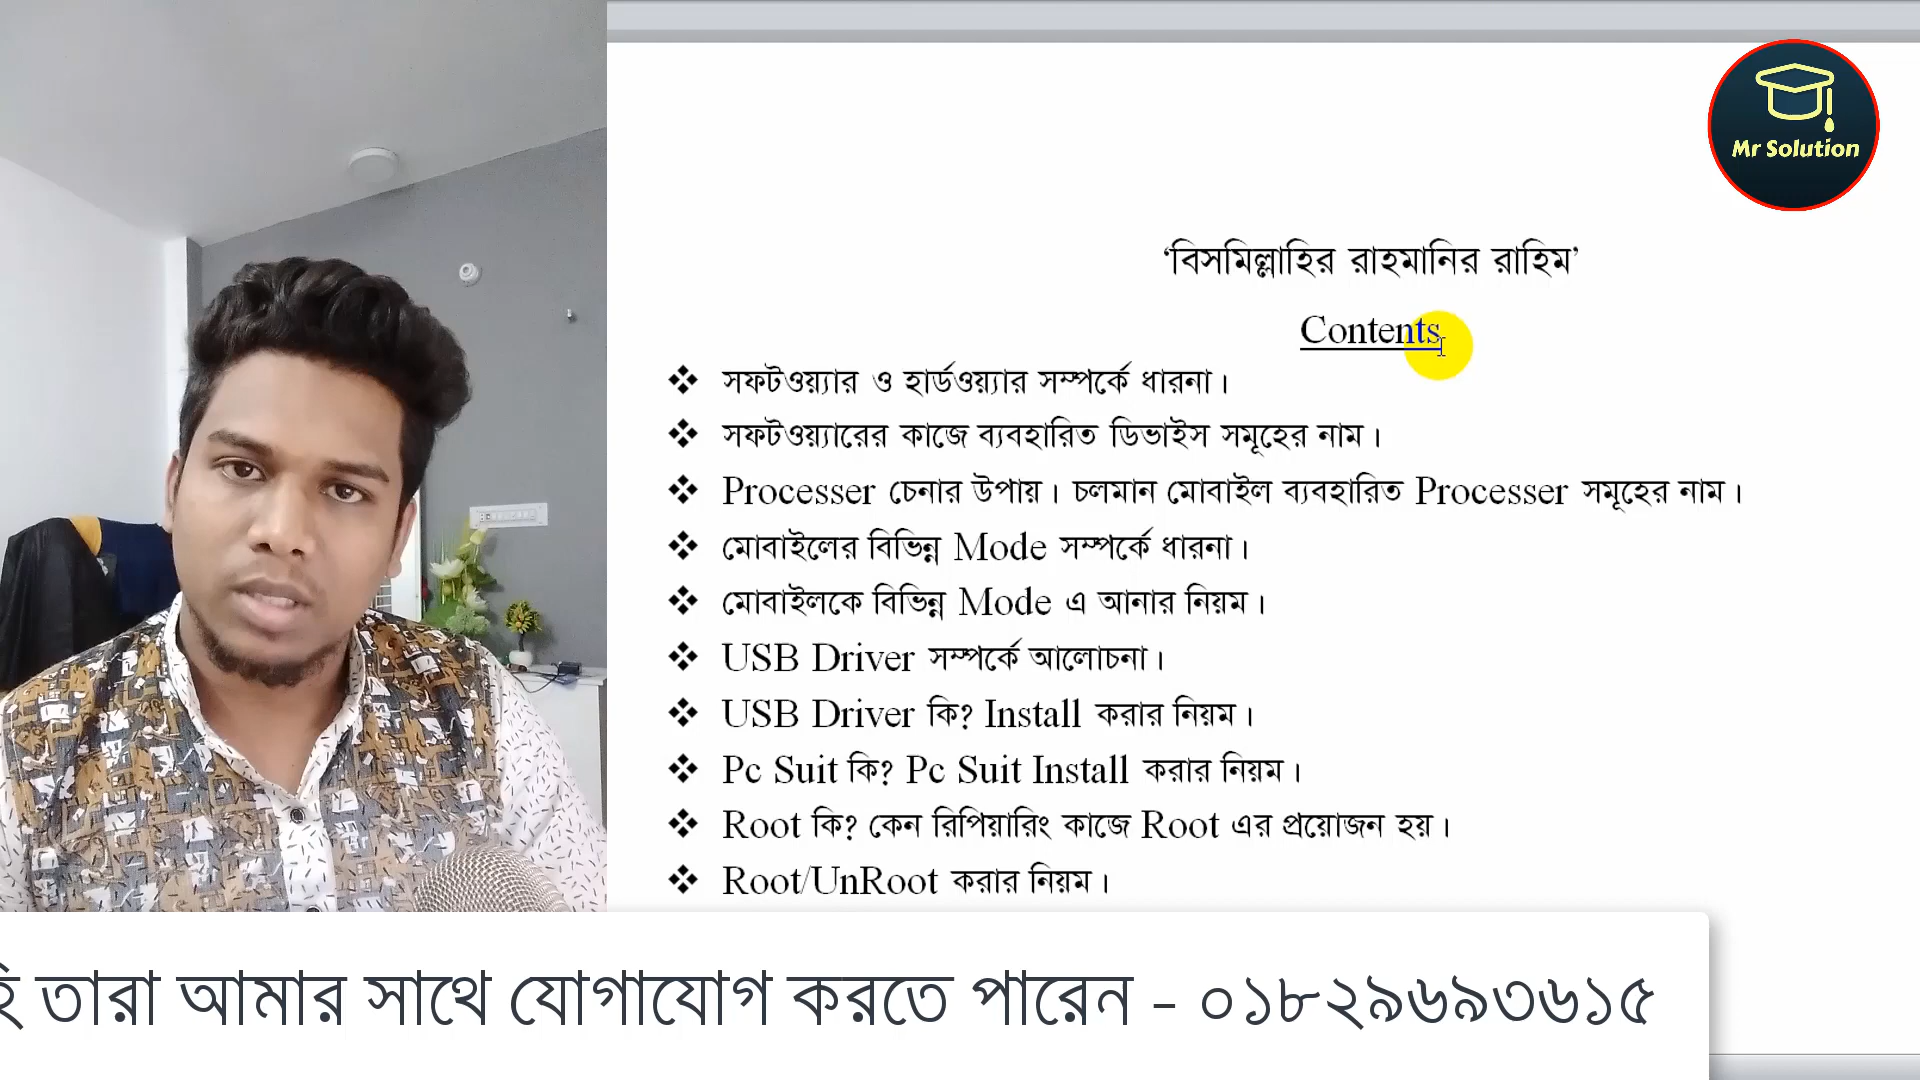 Mr Solution
‘বিসমিল্লাহির রাহমানির রাহিম’
Contents
❖ সফটওয়্যার ও হার্ডওয়্যার সম্পর্কে ধারনা।
❖ সফটওয়্যারের কাজে ব্যবহারিত ডিভাইস সমূহের নাম।
❖ Processer চেনার উপায়। চলমান মোবাইল ব্যবহারিত Processer সমূহের নাম।
❖ মোবাইলের বিভিন্ন Mode সম্পর্কে ধারনা।
❖ মোবাইলকে বিভিন্ন Mode এ আনার নিয়ম।
❖ USB Driver সম্পর্কে আলোচনা।
❖ USB Driver কি? Install করার নিয়ম।
❖ Pc Suit কি? Pc Suit Install করার নিয়ম।
❖ Root কি? কেন রিপিয়ারিং কাজে Root এর প্রয়োজন হয়।
❖ Root/UnRoot করার নিয়ম।
তারা আমার সাথে যোগাযোগ করতে পারেন - ০১৮২৯৬৯৩৬১৫